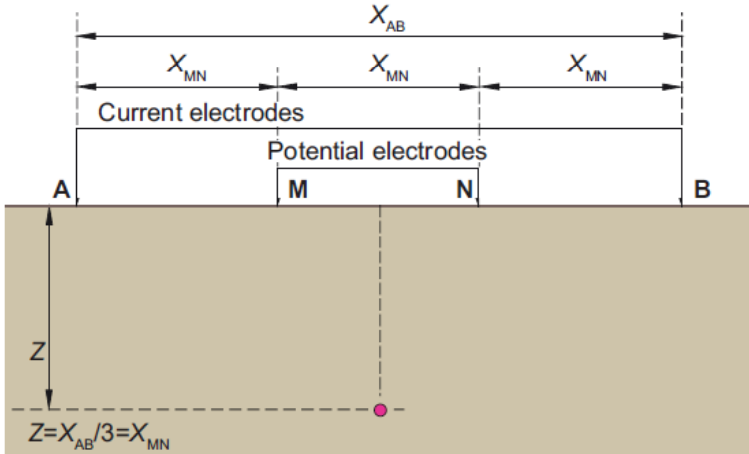 X_AB
X_MN X_MN X_MN
Current electrodes
Potential electrodes
A M N B
Z
Z=X_AB/3=X_MN